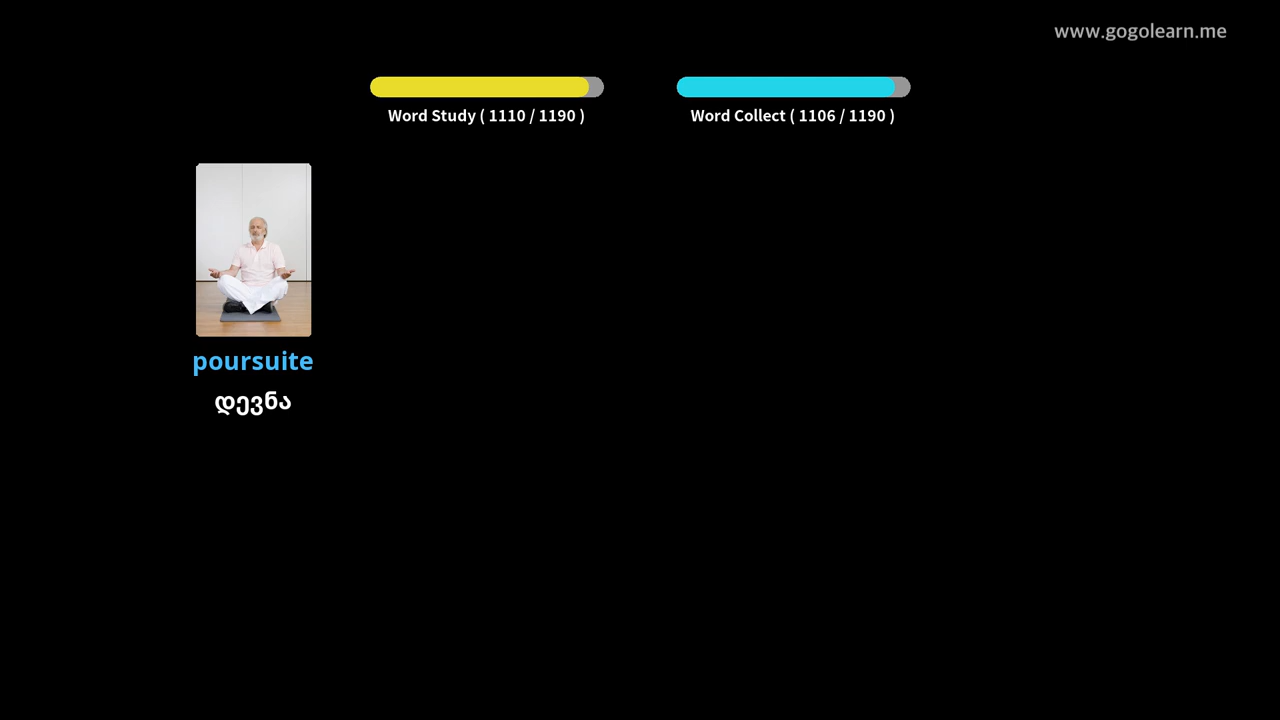 www.gogolearn.me
Word Study ( 1110 / 1190 )
Word Collect ( 1106 / 1190 )
poursuite
დევნა